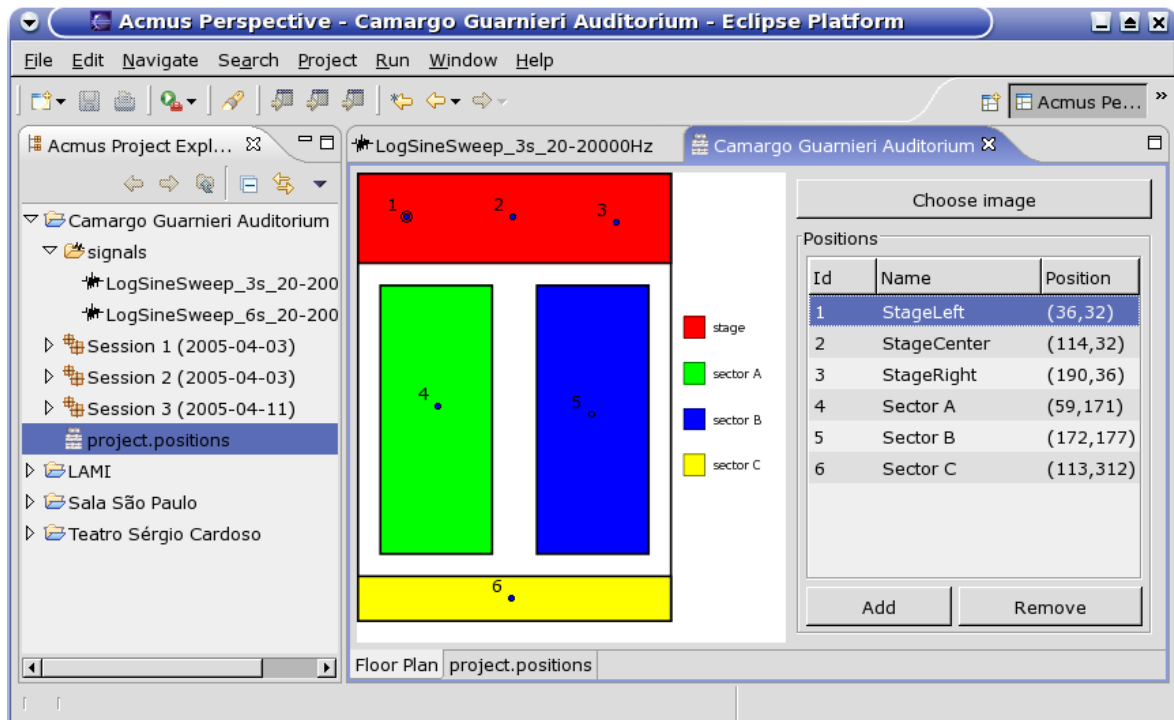 Acmus Perspective - Camargo Guarnieri Auditorium - Eclipse Platform
File Edit Navigate Search Project Run Window Help
Acmus Pe... »
Acmus Project Expl...
Camargo Guarnieri Auditorium
signals
LogSineSweep_3s_20-200
LogSineSweep_6s_20-200
Session 1 (2005-04-03)
Session 2 (2005-04-03)
Session 3 (2005-04-11)
project.positions
LAMI
Sala São Paulo
Teatro Sérgio Cardoso
LogSineSweep_3s_20-20000Hz
Camargo Guarnieri Auditorium
1 2 3
4 5
6
stage
sector A
sector B
sector C
Choose image
Positions
Id Name Position
1 StageLeft (36,32)
2 StageCenter (114,32)
3 StageRight (190,36)
4 Sector A (59,171)
5 Sector B (172,177)
6 Sector C (113,312)
Add Remove
Floor Plan project.positions